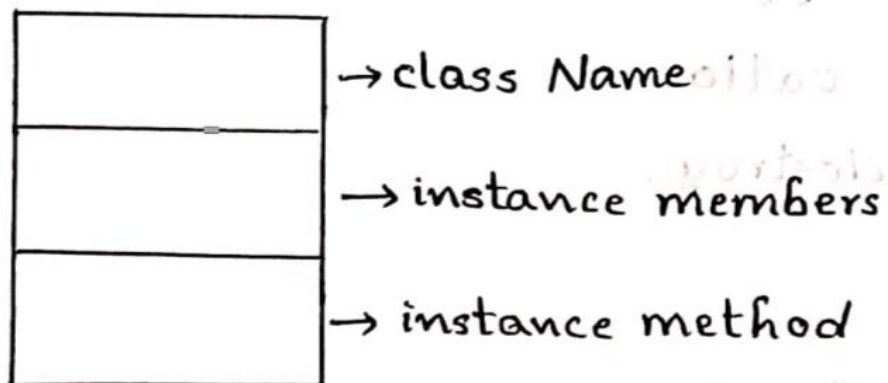 → class Name
→ instance members
→ instance method